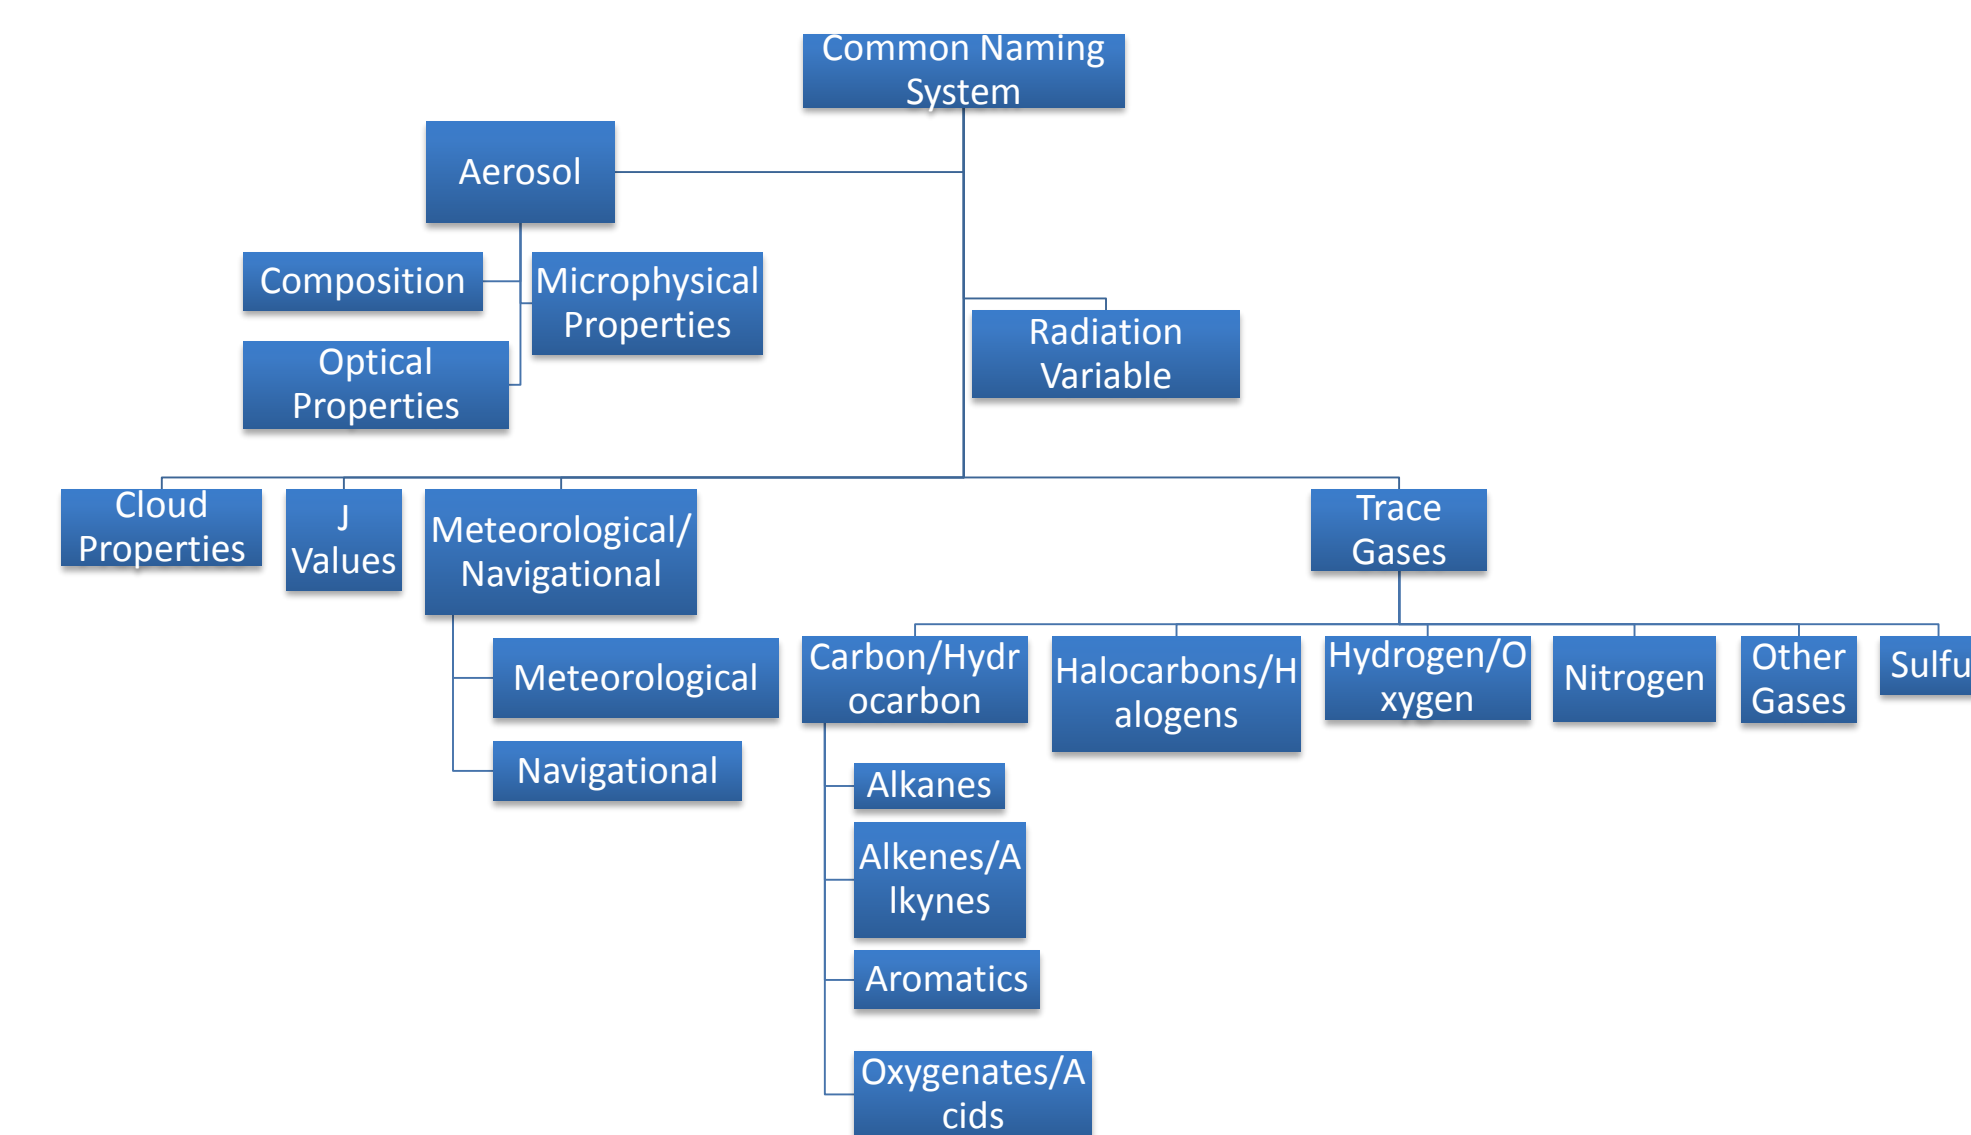 Common Naming
System
Aerosol
Composition
Microphysical
Properties
Optical
Properties
Radiation
Variable
Cloud
Properties
J
Values
Meteorological/
Navigational
Trace
Gases
Meteorological
Navigational
Carbon/Hydr
ocarbon
Halocarbons/H
alogens
Hydrogen/O
xygen
Nitrogen
Other
Gases
Sulfu
Alkanes
Alkenes/A
lkynes
Aromatics
Oxygenates/A
cids